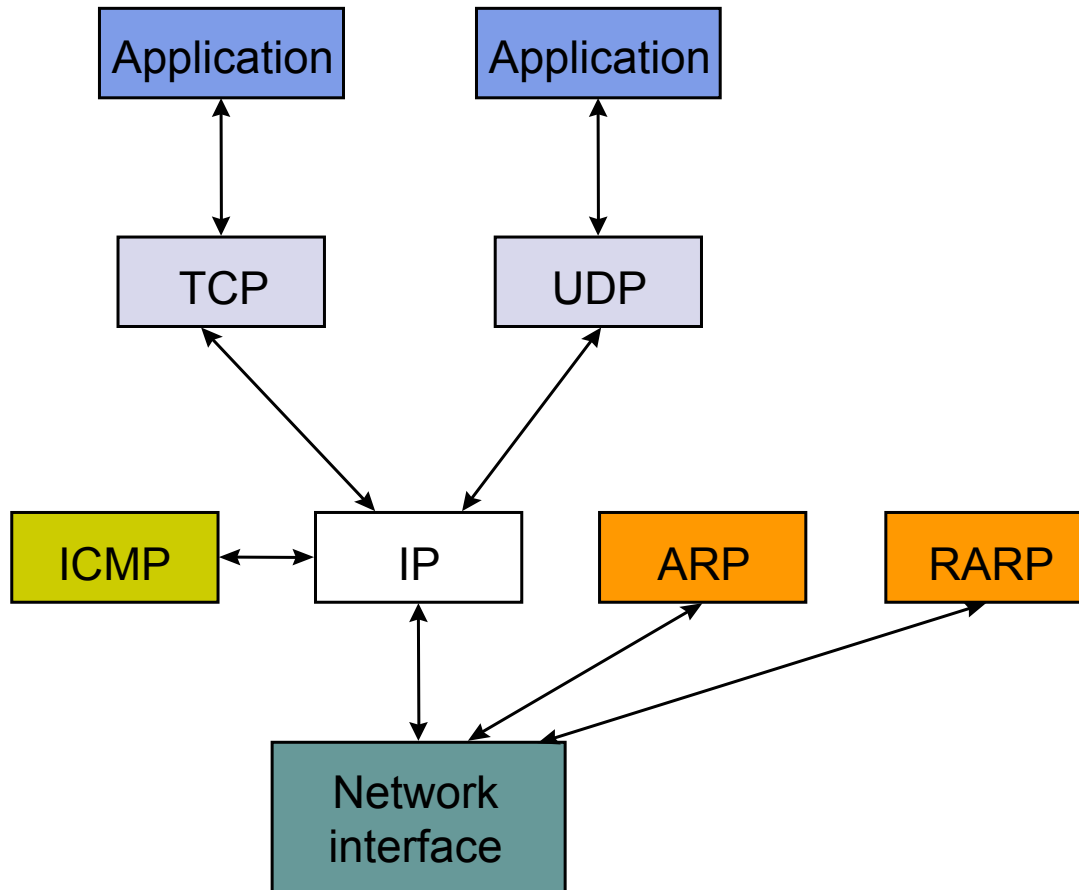 Application
Application
TCP
UDP
ICMP
IP
ARP
RARP
Network
interface